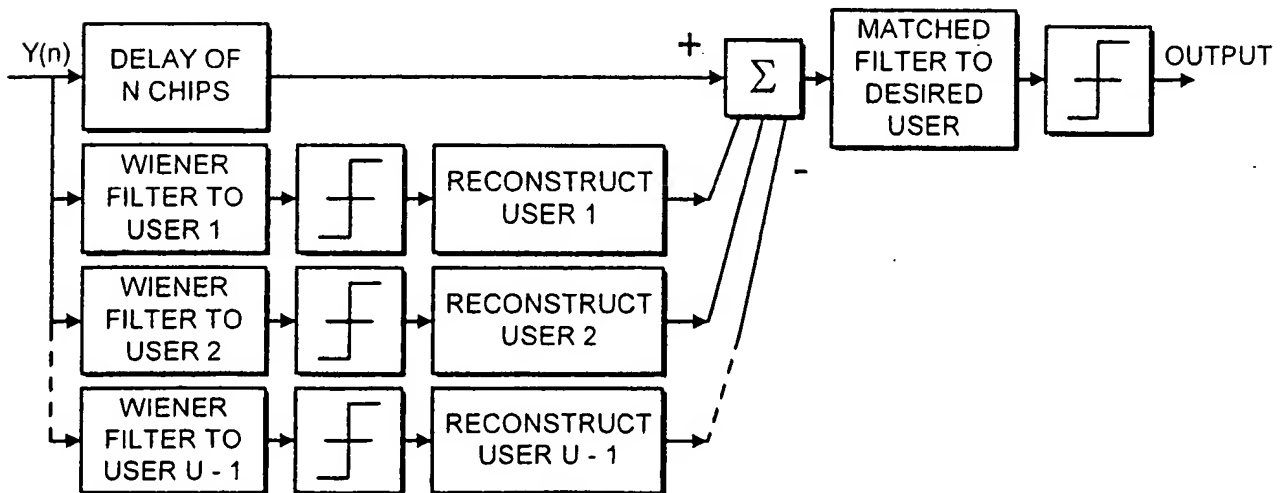 Y(n)
DELAY OF
N CHIPS
+
Σ
MATCHED
FILTER TO
DESIRED
USER
OUTPUT
-
WIENER
FILTER TO
USER 1
RECONSTRUCT
USER 1
WIENER
FILTER TO
USER 2
RECONSTRUCT
USER 2
WIENER
FILTER TO
USER U - 1
RECONSTRUCT
USER U - 1